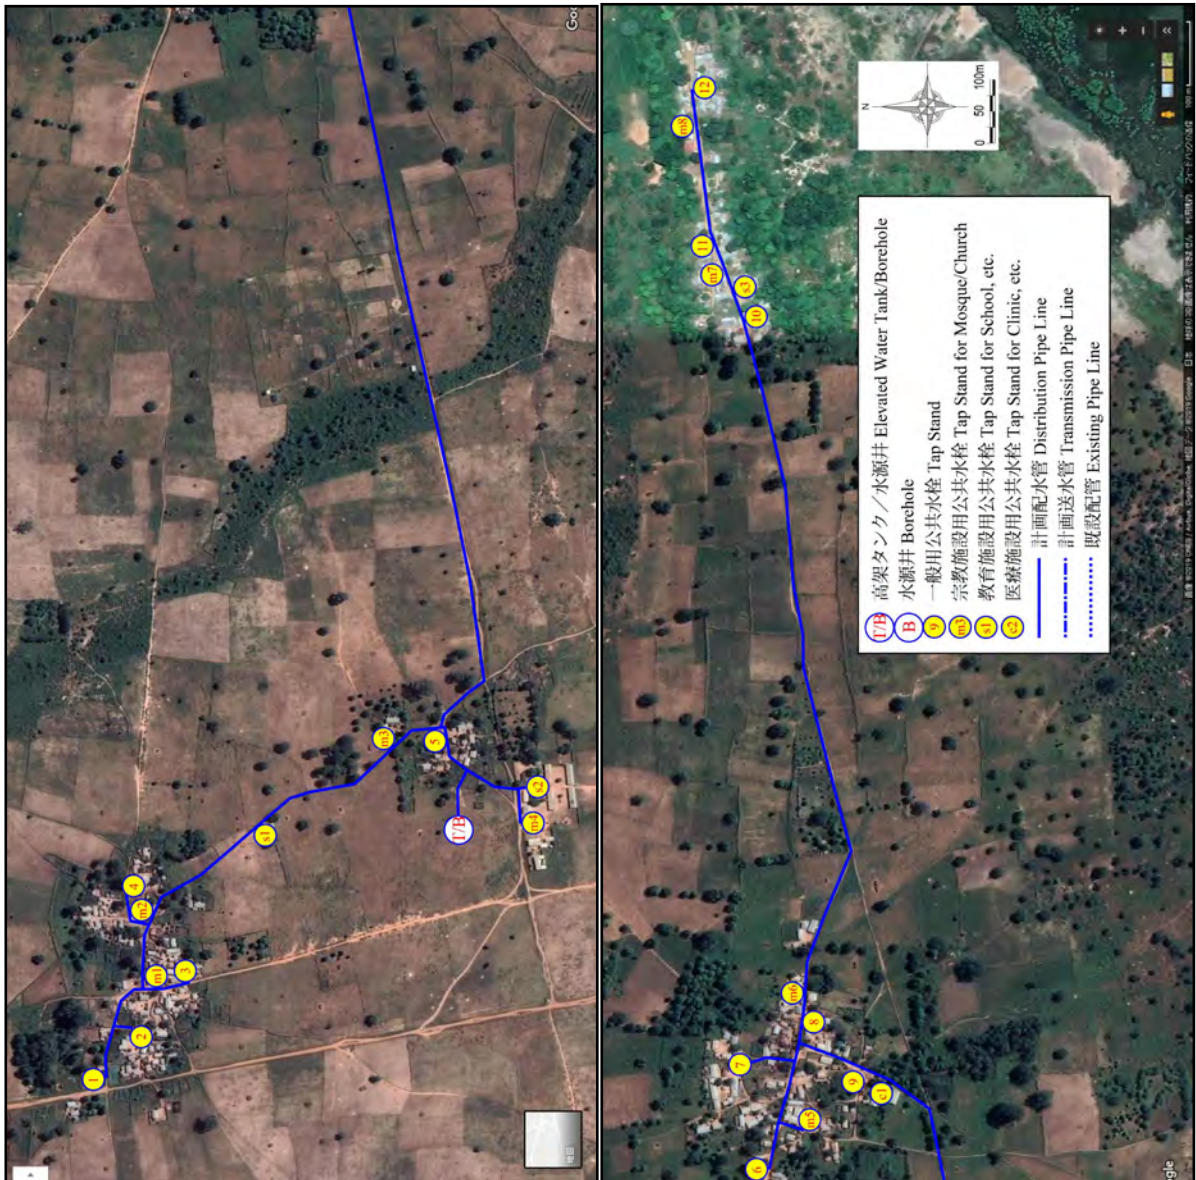 Goo
1
2
3
m1
m2
4
s1
m3
5
T/B
s2
m4
6
m5
7
8
m6
9
c1
10
s3
m7
11
m8
12
N
0 50 100m
T/B 高架タンク／水源井 Elevated Water Tank/Borehole
B 水源井 Borehole
9 一般用公共水栓 Tap Stand
m3 宗教施設用公共水栓 Tap Stand for Mosque/Church
s1 教育施設用公共水栓 Tap Stand for School, etc.
c2 医療施設用公共水栓 Tap Stand for Clinic, etc.
計画配水管 Distribution Pipe Line
計画送水管 Transmission Pipe Line
既設配管 Existing Pipe Line
gle